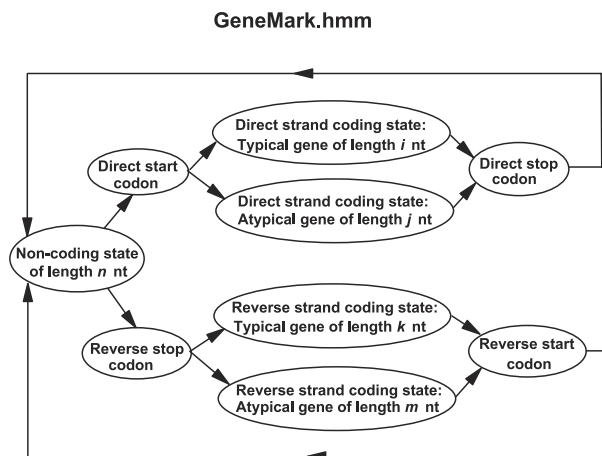 GeneMark.hmm
Direct strand coding state:
Typical gene of length i nt
Direct start
codon
Direct stop
codon
Direct strand coding state:
Atypical gene of length j nt
Non-coding state
of length n nt
Reverse strand coding state:
Typical gene of length k nt
Reverse stop
codon
Reverse start
codon
Reverse strand coding state:
Atypical gene of length m nt